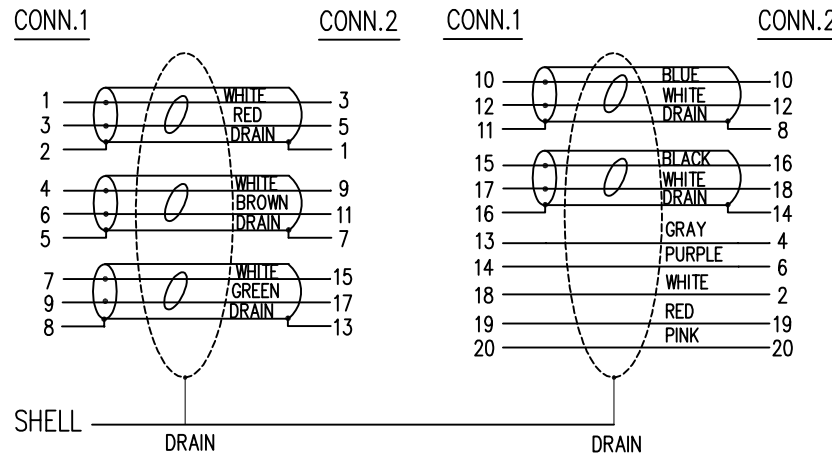 CONN.1 CONN.2 CONN.1 CONN.2
1 WHITE 3
3 RED 5
2 DRAIN 1
4 WHITE 9
6 BROWN 11
5 DRAIN 7
7 WHITE 15
9 GREEN 17
8 DRAIN 13
10 BLUE 10
12 WHITE 12
11 DRAIN 8
15 BLACK 16
17 WHITE 18
16 DRAIN 14
13 GRAY 4
14 PURPLE 6
18 WHITE 2
19 RED 19
20 PINK 20
SHELL
DRAIN DRAIN